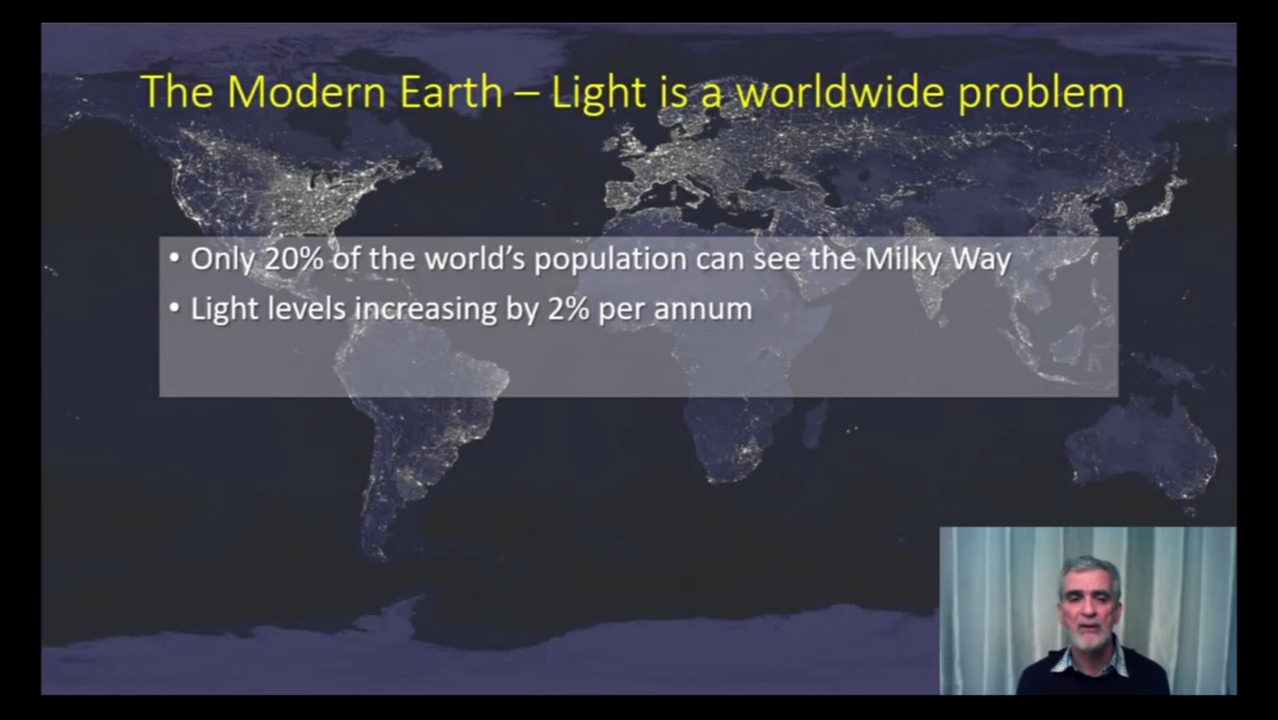 The Modern Earth – Light is a worldwide problem
• Only 20% of the world's population can see the Milky Way
• Light levels increasing by 2% per annum